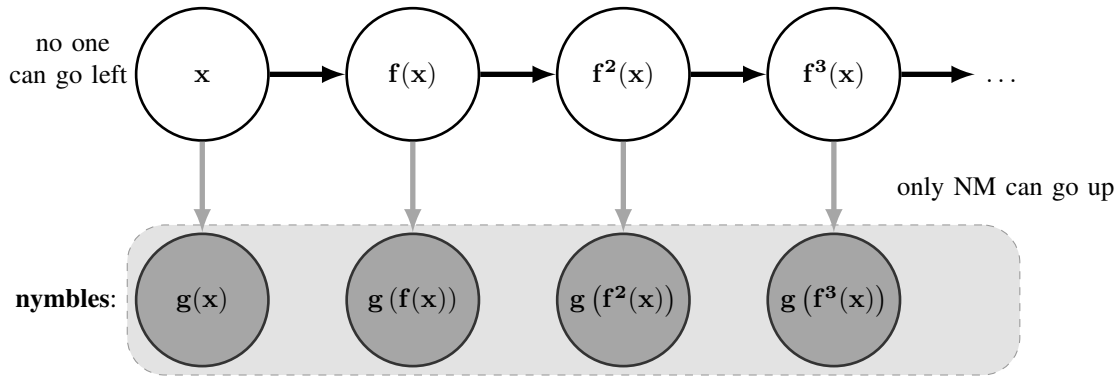 no one
can go left
x
f(x)
f²(x)
f³(x)
...
only NM can go up
nymbles:
g(x)
g (f(x))
g (f²(x))
g (f³(x))